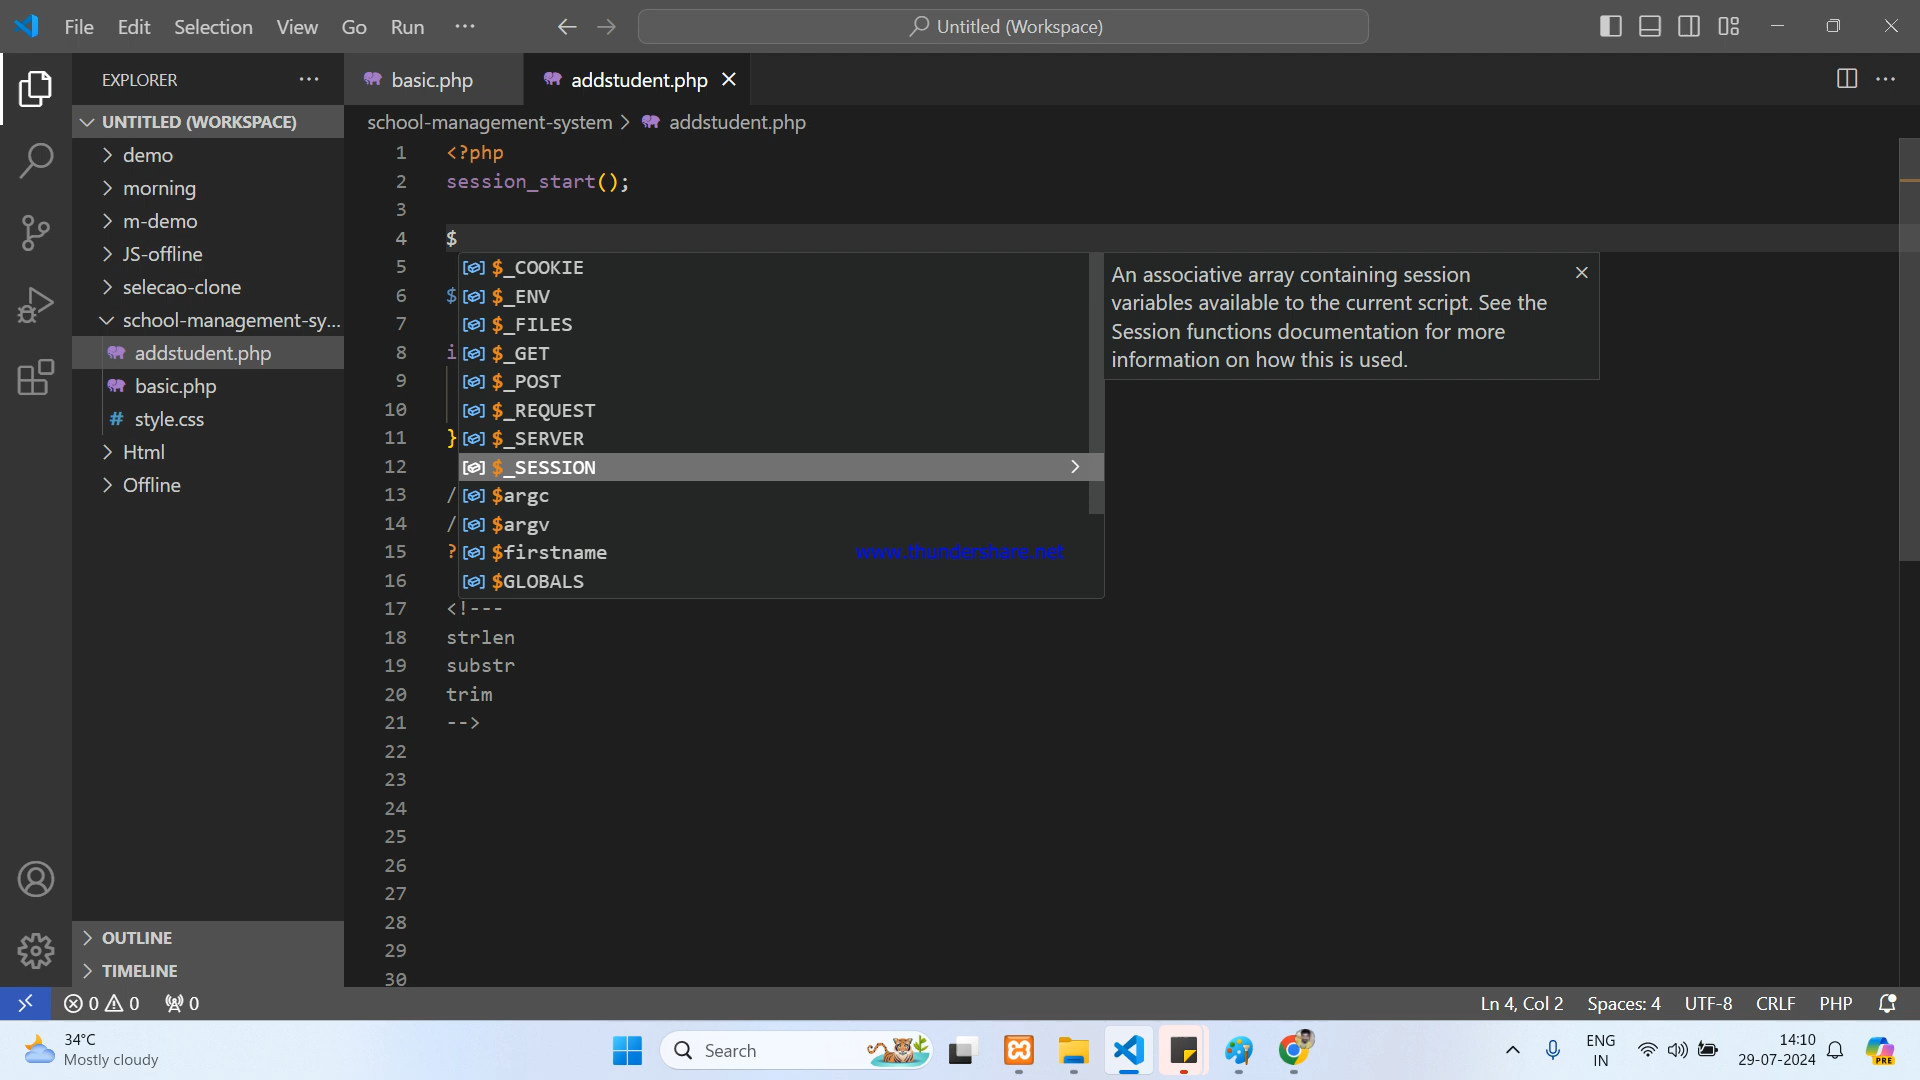 File Edit Selection View Go Run ···
Untitled (Workspace)
EXPLORER ···
UNTITLED (WORKSPACE)
demo
morning
m-demo
JS-offline
selecao-clone
school-management-sy...
addstudent.php
basic.php
style.css
Html
Offline
OUTLINE
TIMELINE
basic.php
addstudent.php
school-management-system > addstudent.php
1 <?php
2 session_start();
3
4 $
5
6 $
7
8 i
9
10
11 }
12
13 /
14 /
15 ?
16
17 <!---
18 strlen
19 substr
20 trim
21 -->
22
23
24
25
26
27
28
29
30
$_COOKIE
$_ENV
$_FILES
$_GET
$_POST
$_REQUEST
$_SERVER
$_SESSION
$argc
$argv
$firstname
$GLOBALS
An associative array containing session
variables available to the current script. See the
Session functions documentation for more
information on how this is used.
www.thundershare.net
0 0 0
Ln 4, Col 2 Spaces: 4 UTF-8 CRLF PHP
34°C
Mostly cloudy
Search
ENG
IN
14:10
29-07-2024
PRE